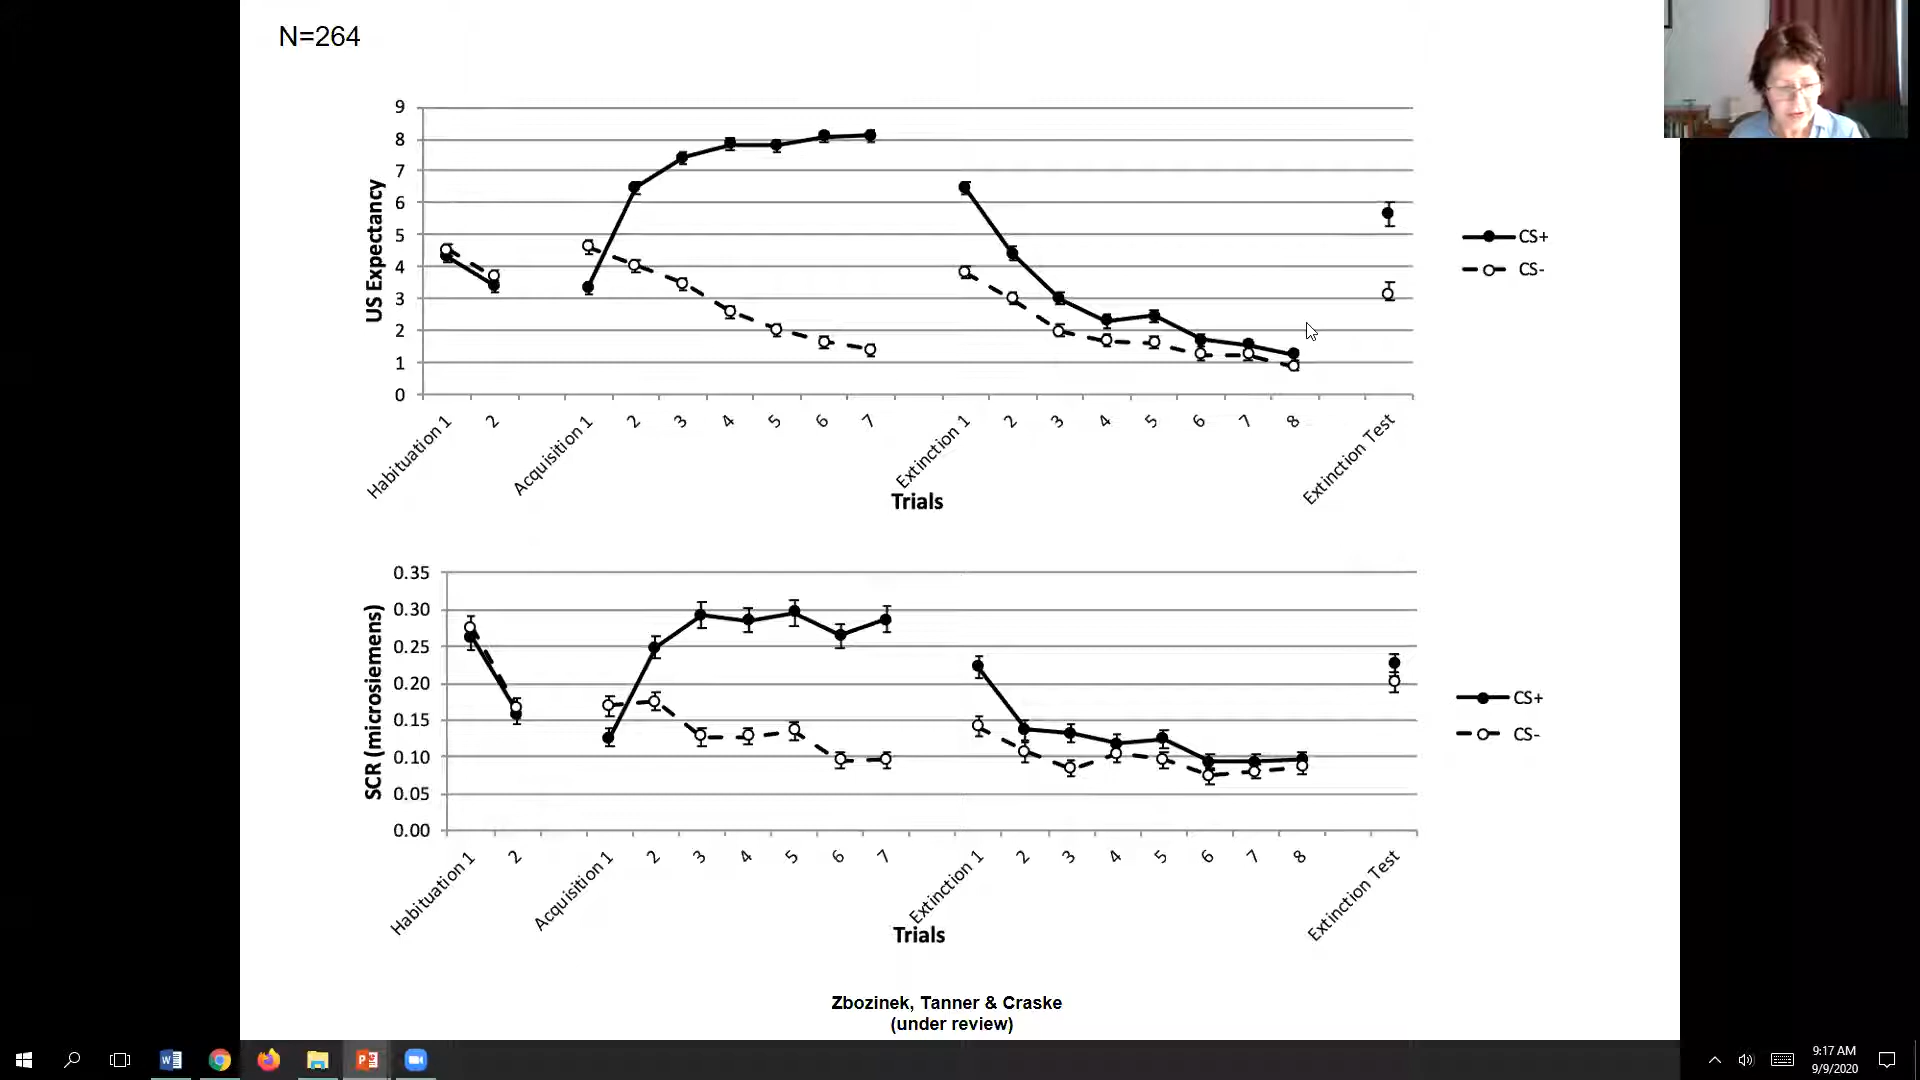 N=264
9
8
7
6
5
4
3
2
1
0
US Expectancy
Habituation 1
2
Acquisition 1
2
3
4
5
6
7
Extinction 1
2
3
4
5
6
7
8
Extinction Test
Trials
CS+
CS-
0.35
0.30
0.25
0.20
0.15
0.10
0.05
0.00
SCR (microsiemens)
Habituation 1
2
Acquisition 1
2
3
4
5
6
7
Extinction 1
2
3
4
5
6
7
8
Extinction Test
Trials
CS+
CS-
Zbozinek, Tanner & Craske
(under review)
9:17 AM
9/9/2020